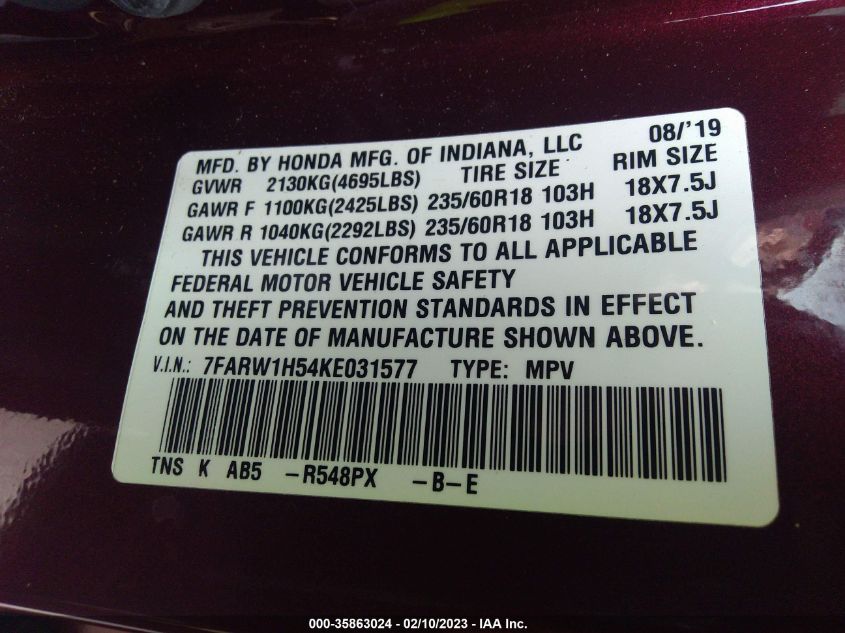 MFD. BY HONDA MFG. OF INDIANA, LLC 08/'19
GVWR 2130KG(4695LBS) TIRE SIZE RIM SIZE
GAWR F 1100KG(2425LBS) 235/60R18 103H 18X7.5J
GAWR R 1040KG(2292LBS) 235/60R18 103H 18X7.5J
THIS VEHICLE CONFORMS TO ALL APPLICABLE
FEDERAL MOTOR VEHICLE SAFETY
AND THEFT PREVENTION STANDARDS IN EFFECT
ON THE DATE OF MANUFACTURE SHOWN ABOVE.
V.I.N.: 7FARW1H54KE031577 TYPE: MPV
TNS K AB5 -R548PX -B-E
000-35863024 - 02/10/2023 - IAA Inc.